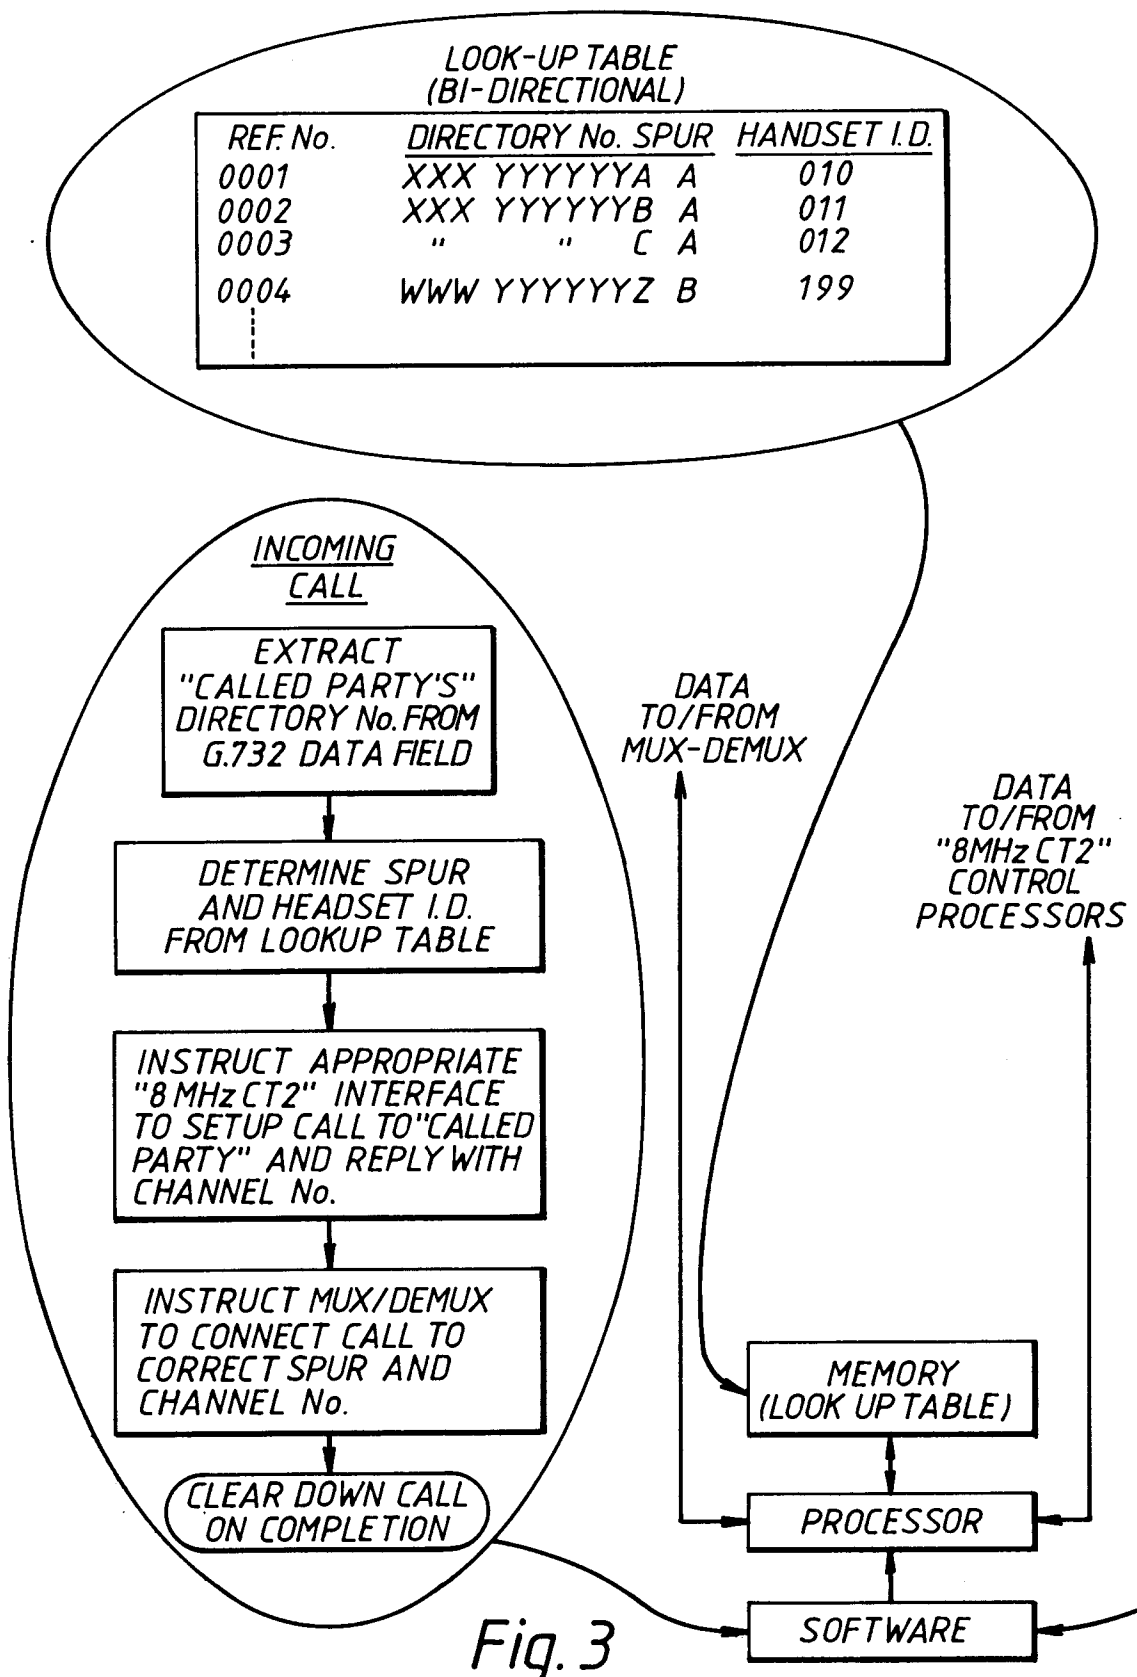 LOOK-UP TABLE
(BI-DIRECTIONAL)
REF. No. DIRECTORY No. SPUR HANDSET I.D.
0001 XXX YYYYYYA A 010
0002 XXX YYYYYYB A 011
0003 " " C A 012
0004 WWW YYYYYYZ B 199
INCOMING
CALL
EXTRACT
"CALLED PARTY'S"
DIRECTORY No. FROM
G.732 DATA FIELD
DETERMINE SPUR
AND HEADSET I.D.
FROM LOOKUP TABLE
INSTRUCT APPROPRIATE
"8 MHz CT2" INTERFACE
TO SETUP CALL TO "CALLED
PARTY" AND REPLY WITH
CHANNEL No.
INSTRUCT MUX/DEMUX
TO CONNECT CALL TO
CORRECT SPUR AND
CHANNEL No.
CLEAR DOWN CALL
ON COMPLETION
DATA
TO/FROM
MUX-DEMUX
DATA
TO/FROM
"8MHz CT2"
CONTROL
PROCESSORS
MEMORY
(LOOK UP TABLE)
PROCESSOR
SOFTWARE
Fig. 3